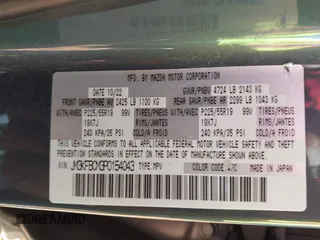 MFD BY MAZDA MOTOR CORPORATION
DATE 10/22 GVWR/PNBV 4724 LB 2143 KG
FRONT GAWR/PNBE AV 2425 LB 1100 KG REAR GAWR/PNBE AR 2299 LB 1043 KG
WITH/AVEC P225/55R19 99V TIRES/PNEUS WITH/AVEC P225/55R19 99V TIRES/PNEUS
19X7J RIMS/JANTES 19X7J RIMS/JANTES
240 KPA/35 PSI COLD/A FROID 240 KPA/35 PSI COLD/A FROID
THIS VEHICLE CONFORMS TO ALL APPLICABLE FEDERAL MOTOR VEHICLE SAFETY, BUMPER, AND THEFT PREVENTION STANDARDS IN EFFECT ON THE DATE OF MANUFACTURE SHOWN ABOVE.
TYPE:MPV
COLOR MADE IN JAPAN
DREAMBID